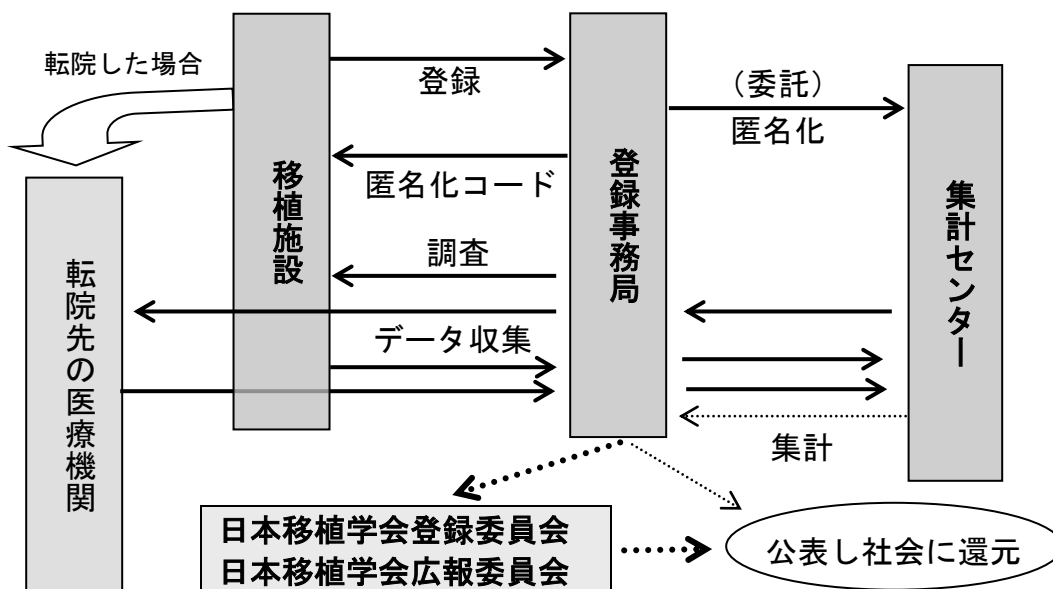 転院した場合
登録
（委託）
匿名化
匿名化コード
調査
データ収集
集計
移植施設
登録事務局
集計センター
転院先の医療機関
日本移植学会登録委員会
日本移植学会広報委員会
公表し社会に還元